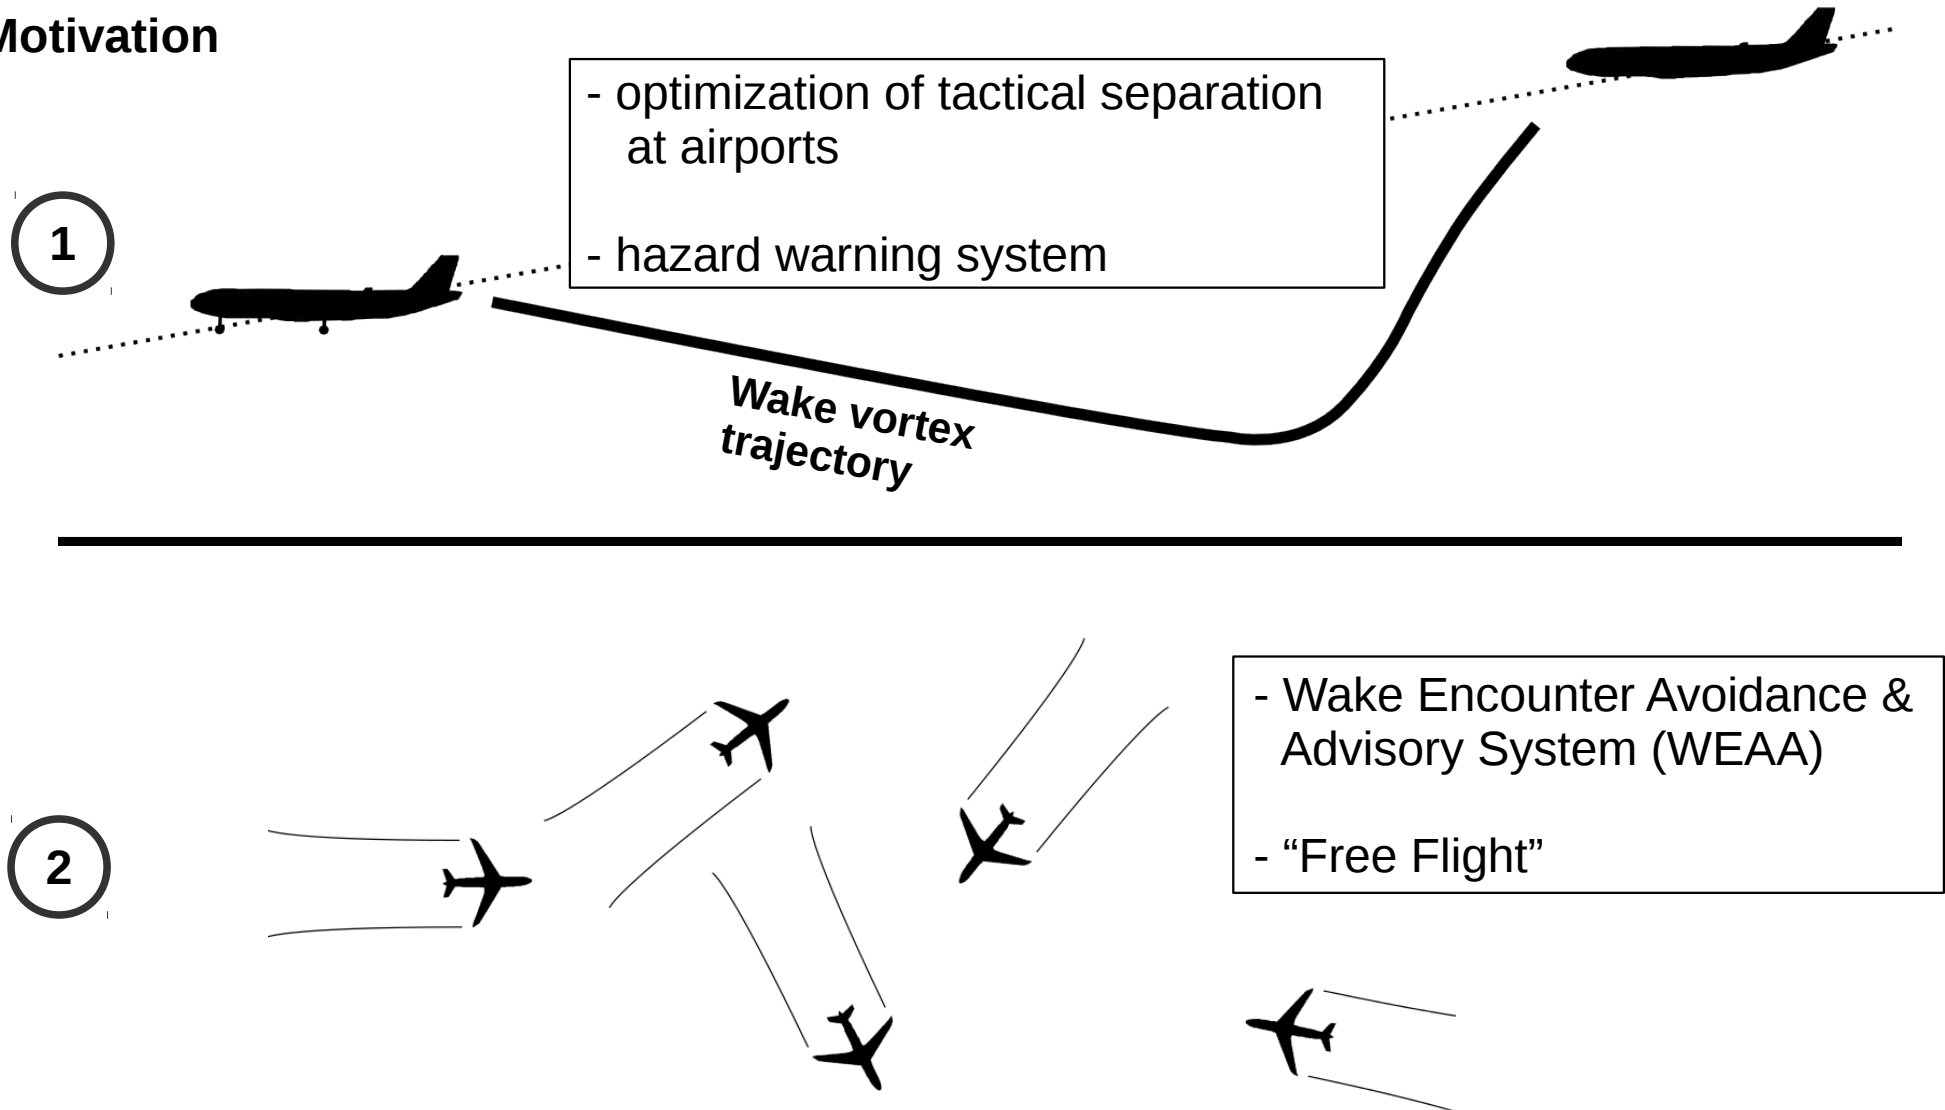 Motivation
- optimization of tactical separation
at airports
- hazard warning system
1
Wake vortex
trajectory
- Wake Encounter Avoidance &
Advisory System (WEAA)
- “Free Flight”
2